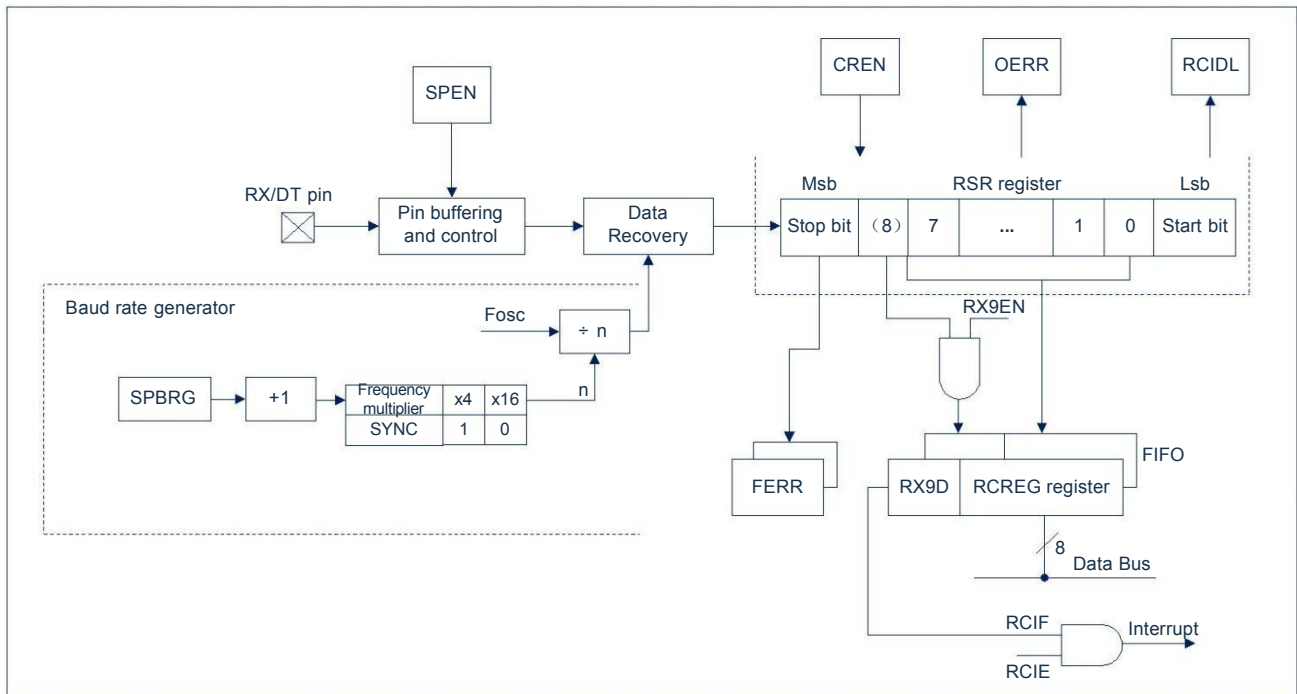 CREN
OERR
RCIDL
SPEN
Msb
RSR register
Lsb
RX/DT pin
Pin buffering
and control
Data
Recovery
Stop bit
（8）
7
...
1
0
Start bit
Baud rate generator
Fosc
÷ n
RX9EN
n
SPBRG
+1
Frequency
multiplier
x4
x16
SYNC
1
0
FIFO
FERR
RX9D
RCREG register
8
Data Bus
RCIF
Interrupt
RCIE